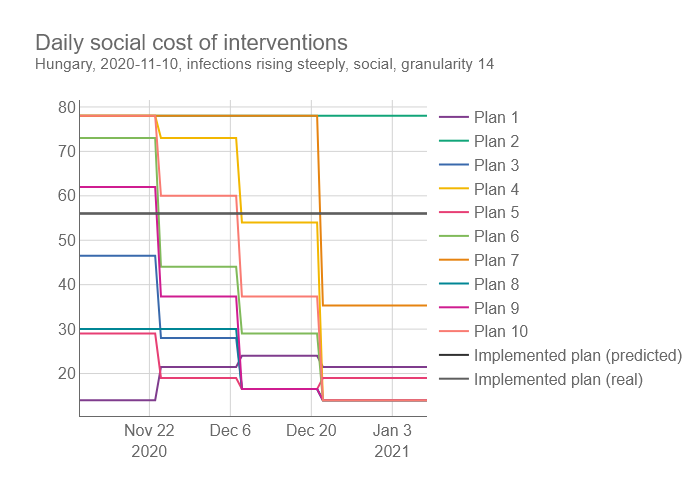 Daily social cost of interventions
Hungary, 2020-11-10, infections rising steeply, social, granularity 14
80
70
60
50
40
30
20
Nov 22
2020
Dec 6
Dec 20
Jan 3
2021
Plan 1
Plan 2
Plan 3
Plan 4
Plan 5
Plan 6
Plan 7
Plan 8
Plan 9
Plan 10
Implemented plan (predicted)
Implemented plan (real)